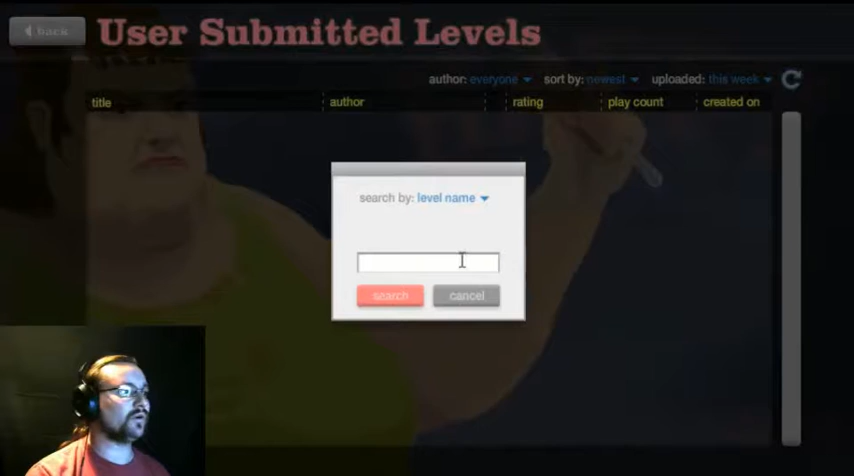 back
User Submitted Levels
author: everyone sort by: newest uploaded: this week
title author rating play count created on
search by: level name
search cancel